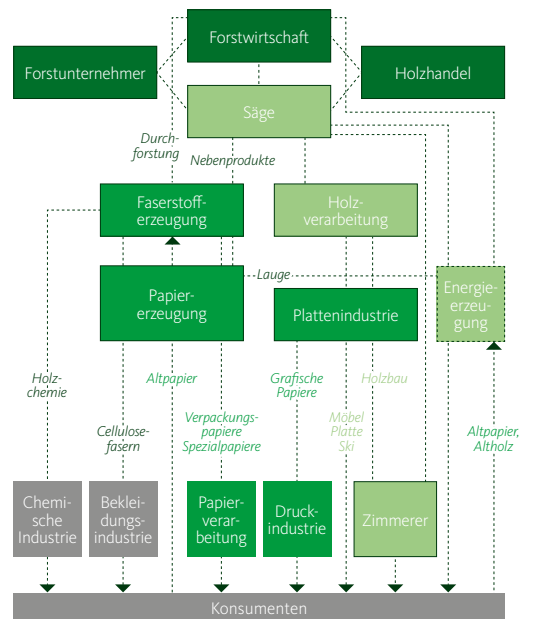 Forstwirtschaft
Forstunternehmer
Holzhandel
Säge
Durch-
forstung
Nebenprodukte
Faserstoff-
erzeugung
Holz-
verarbeitung
Lauge
Papier-
erzeugung
Plattenindustrie
Energie-
erzeu-
gung
Holz-
chemie
Altpapier
Grafische
Papiere
Holzbau
Cellulose-
fasern
Verpackungs-
papiere
Spezialpapiere
Möbel
Platte
Ski
Altpapier,
Altholz
Chemi-
sche
Industrie
Beklei-
dungs-
industrie
Papier-
verar-
beitung
Druck-
industrie
Zimmerer
Konsumenten